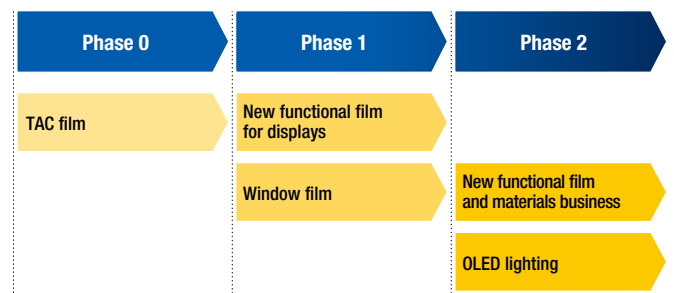 Phase 0
Phase 1
Phase 2
TAC film
New functional film
for displays
Window film
New functional film
and materials business
OLED lighting